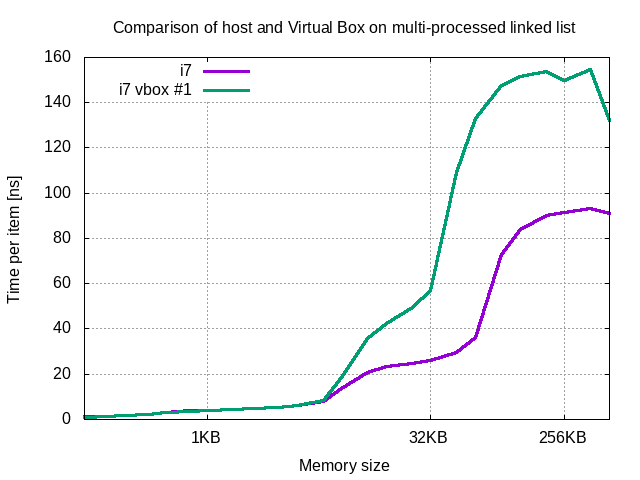 Comparison of host and Virtual Box on multi-processed linked list
i7
i7 vbox #1
160
140
120
100
80
60
40
20
0
Time per item [ns]
1KB
32KB
256KB
Memory size